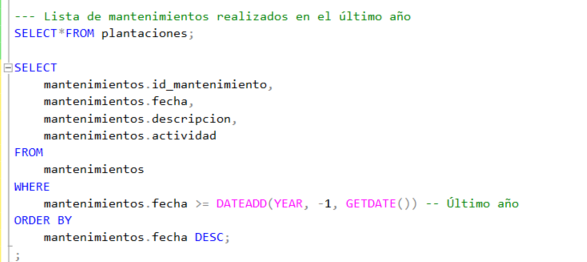 --- Lista de mantenimientos realizados en el último año
SELECT*FROM plantaciones;
SELECT
mantenimientos.id_mantenimiento,
mantenimientos.fecha,
mantenimientos.descripcion,
mantenimientos.actividad
FROM
mantenimientos
WHERE
mantenimientos.fecha >= DATEADD(YEAR, -1, GETDATE()) -- Último año
ORDER BY
mantenimientos.fecha DESC;
;